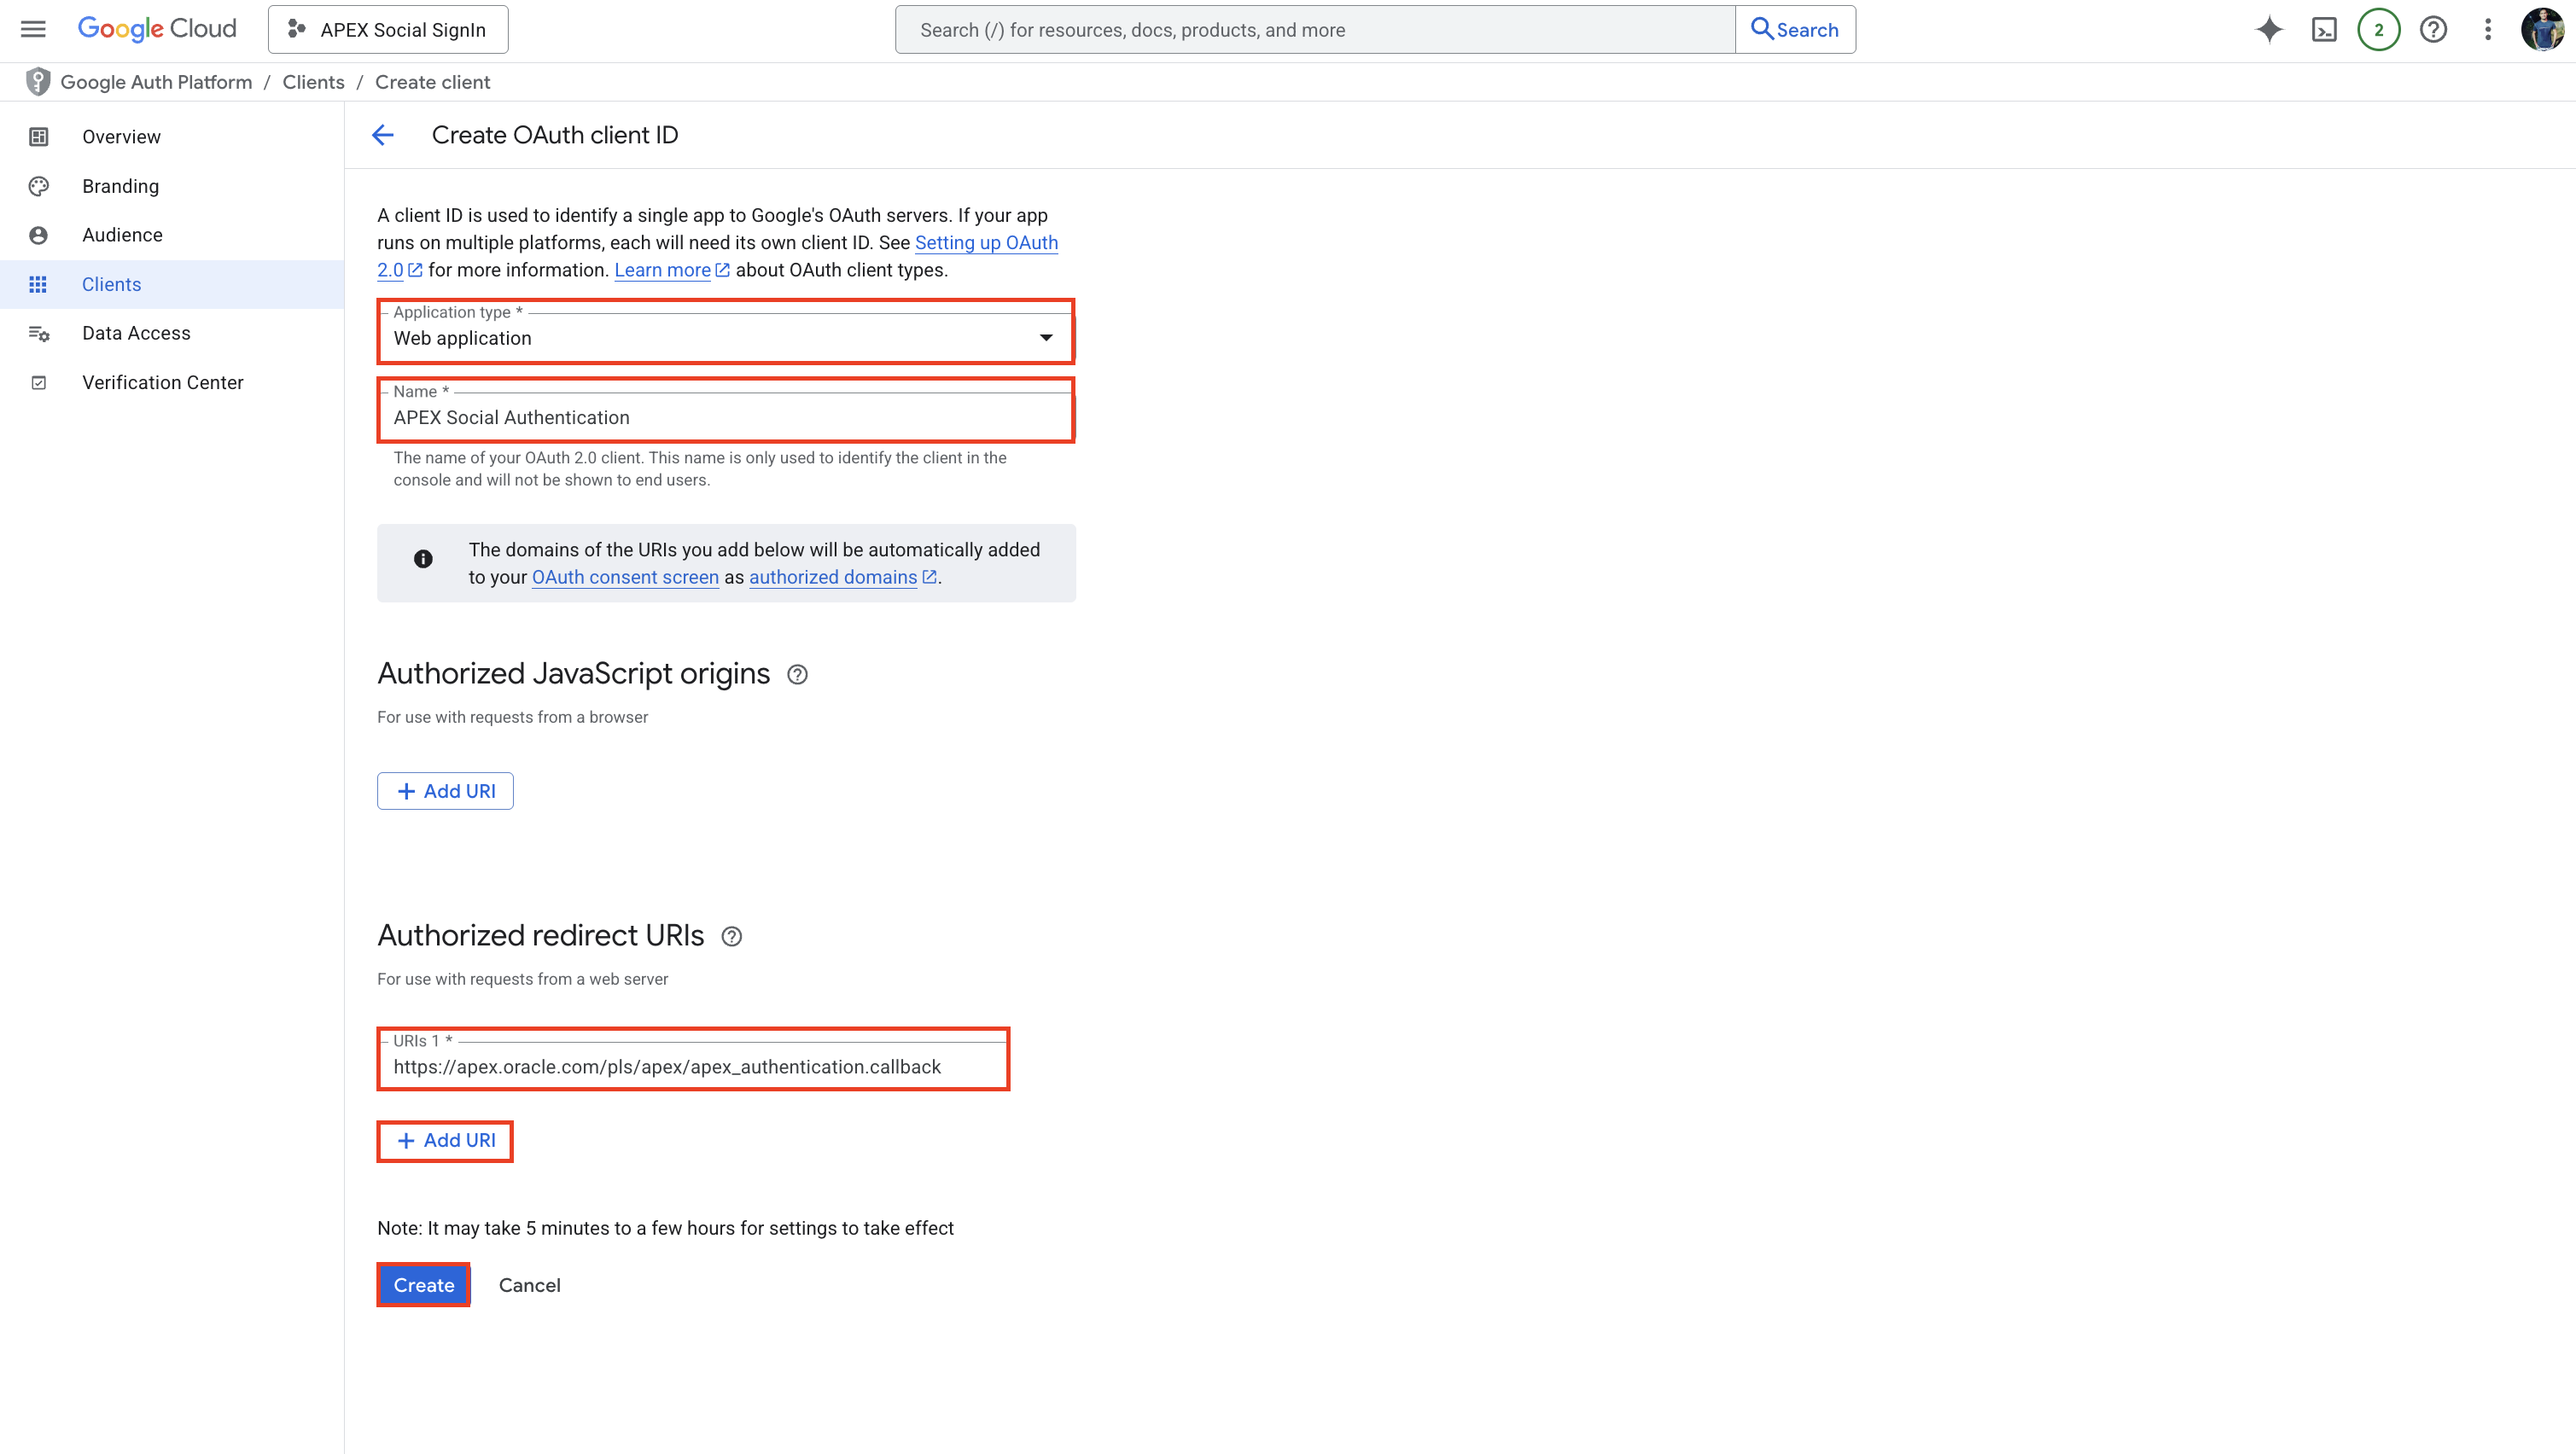 Google Cloud
APEX Social SignIn
Search (/) for resources, docs, products, and more
Search
2
Google Auth Platform / Clients / Create client
Overview
Branding
Audience
Clients
Data Access
Verification Center
Create OAuth client ID
A client ID is used to identify a single app to Google's OAuth servers. If your app
runs on multiple platforms, each will need its own client ID. See Setting up OAuth
2.0 for more information. Learn more about OAuth client types.
Application type *
Web application
Name *
APEX Social Authentication
The name of your OAuth 2.0 client. This name is only used to identify the client in the
console and will not be shown to end users.
The domains of the URIs you add below will be automatically added
to your OAuth consent screen as authorized domains.
Authorized JavaScript origins
For use with requests from a browser
+ Add URI
Authorized redirect URIs
For use with requests from a web server
URIs 1 *
https://apex.oracle.com/pls/apex/apex_authentication.callback
+ Add URI
Note: It may take 5 minutes to a few hours for settings to take effect
Create
Cancel